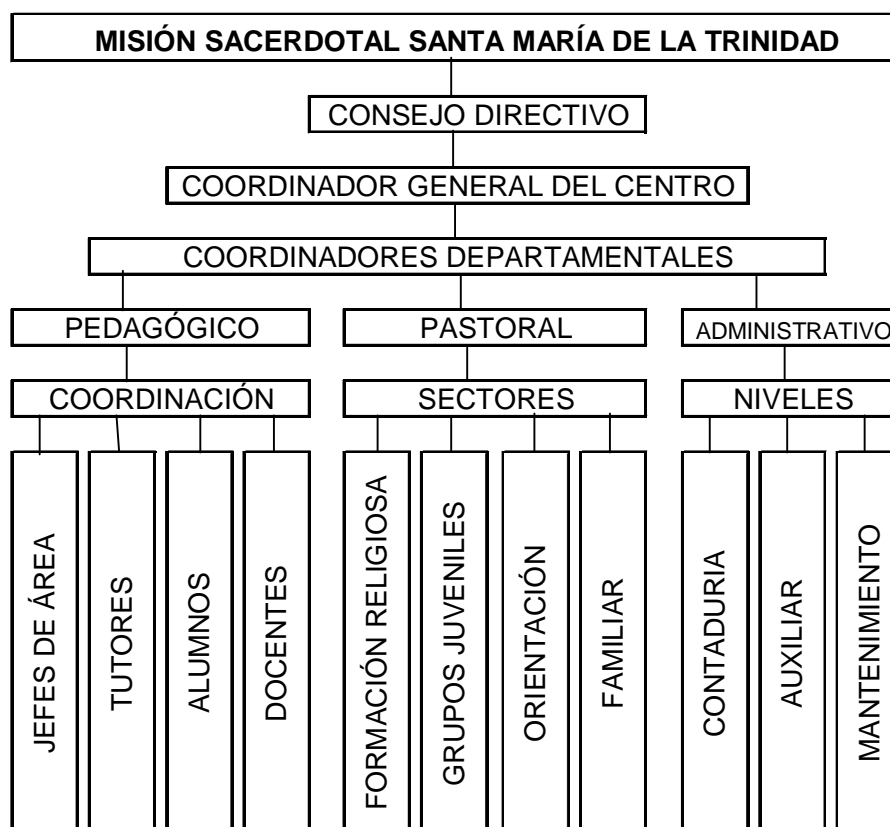 MISIÓN SACERDOTAL SANTA MARÍA DE LA TRINIDAD
CONSEJO DIRECTIVO
COORDINADOR GENERAL DEL CENTRO
COORDINADORES DEPARTAMENTALES
PEDAGÓGICO
PASTORAL
ADMINISTRATIVO
COORDINACIÓN
SECTORES
NIVELES
JEFES DE ÁREA
TUTORES
ALUMNOS
DOCENTES
FORMACIÓN RELIGIOSA
GRUPOS JUVENILES
ORIENTACIÓN
FAMILIAR
CONTADURIA
AUXILIAR
MANTENIMIENTO